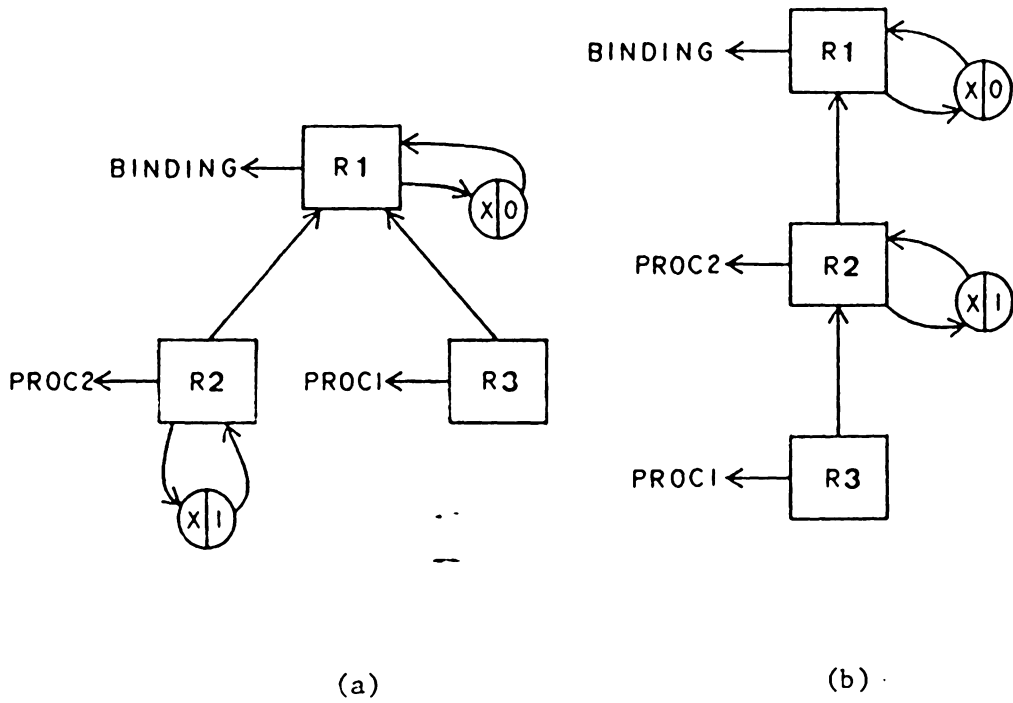 BINDING
R1
X 0
PROC2
R2
X 1
PROC1
R3
(a)
BINDING
R1
X 0
PROC2
R2
X 1
PROC1
R3
(b)